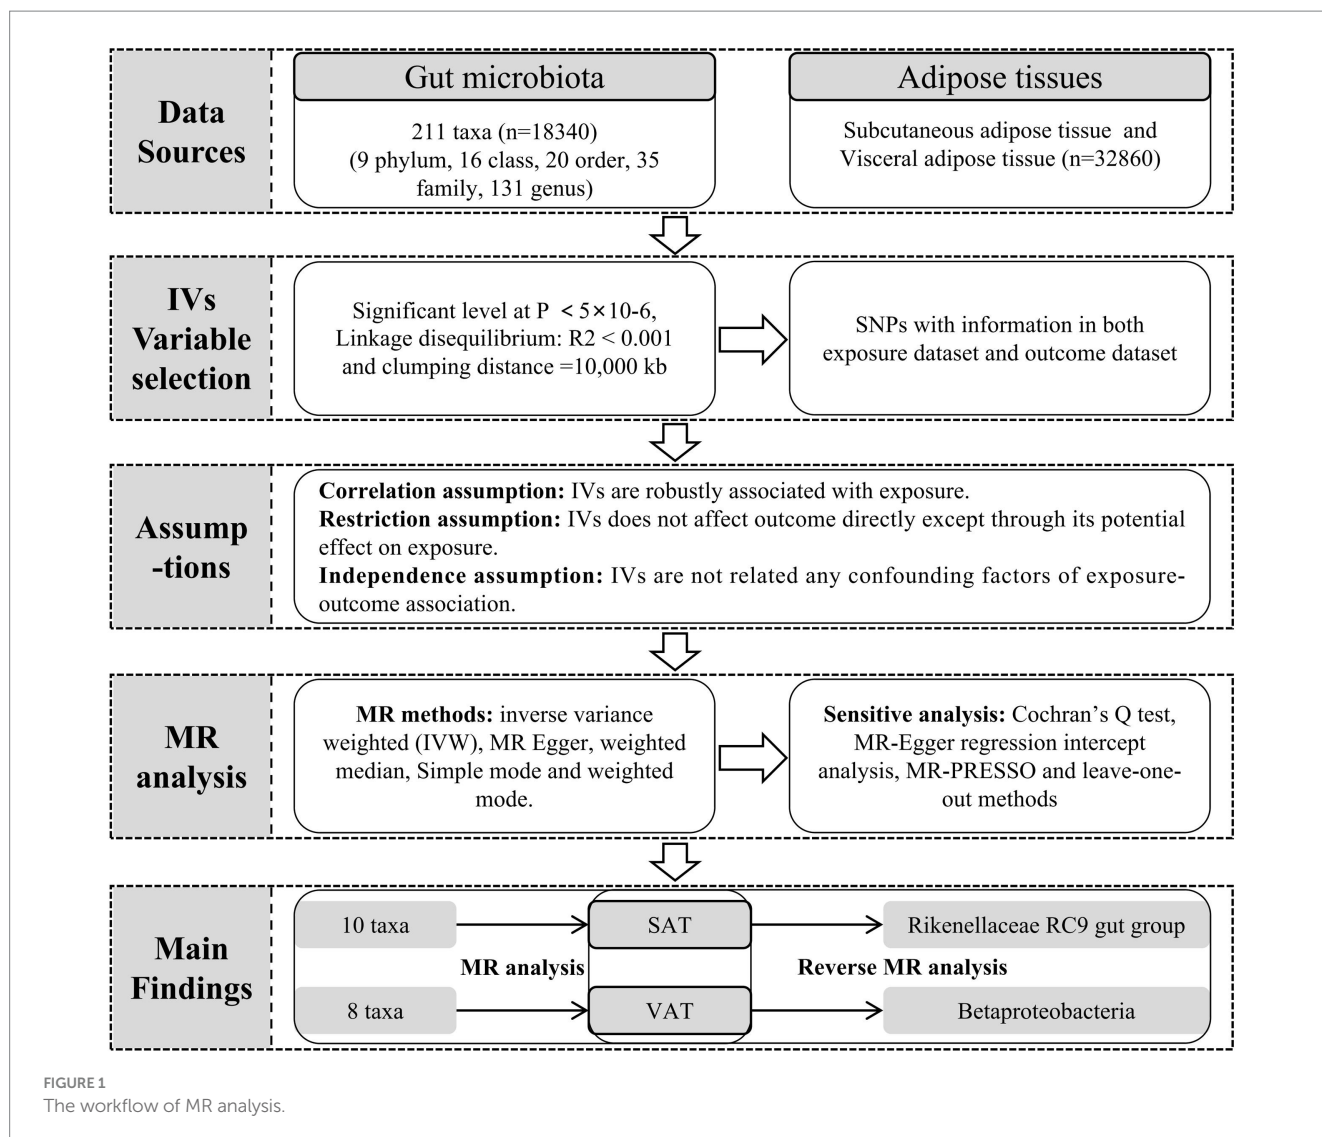 Data
Sources
Gut microbiota
211 taxa (n=18340)
(9 phylum, 16 class, 20 order, 35
family, 131 genus)
Adipose tissues
Subcutaneous adipose tissue and
Visceral adipose tissue (n=32860)
IVs
Variable
selection
Significant level at P < 5×10-6,
Linkage disequilibrium: R2 < 0.001
and clumping distance =10,000 kb
SNPs with information in both
exposure dataset and outcome dataset
Assump
-tions
Correlation assumption: IVs are robustly associated with exposure.
Restriction assumption: IVs does not affect outcome directly except through its potential
effect on exposure.
Independence assumption: IVs are not related any confounding factors of exposure-
outcome association.
MR
analysis
MR methods: inverse variance
weighted (IVW), MR Egger, weighted
median, Simple mode and weighted
mode.
Sensitive analysis: Cochran's Q test,
MR-Egger regression intercept
analysis, MR-PRESSO and leave-one-
out methods
Main
Findings
10 taxa
SAT
Rikenellaceae RC9 gut group
MR analysis
Reverse MR analysis
8 taxa
VAT
Betaproteobacteria
FIGURE 1
The workflow of MR analysis.